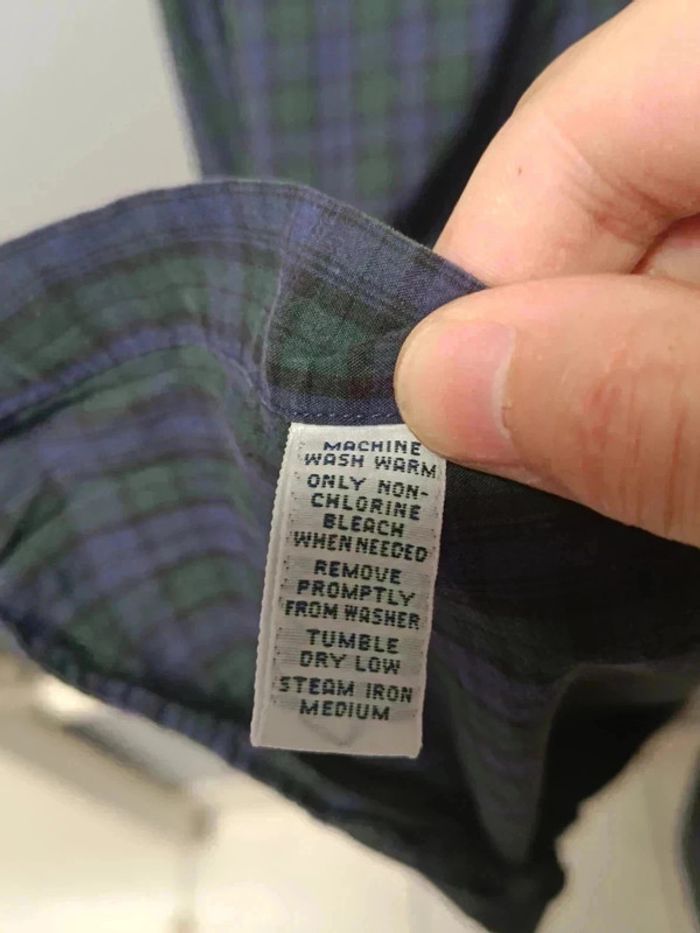 MACHINE
WASH WARM
ONLY NON-
CHLORINE
BLEACH
WHEN NEEDED
REMOVE
PROMPTLY
FROM WASHER
TUMBLE
DRY LOW
STEAM IRON
MEDIUM